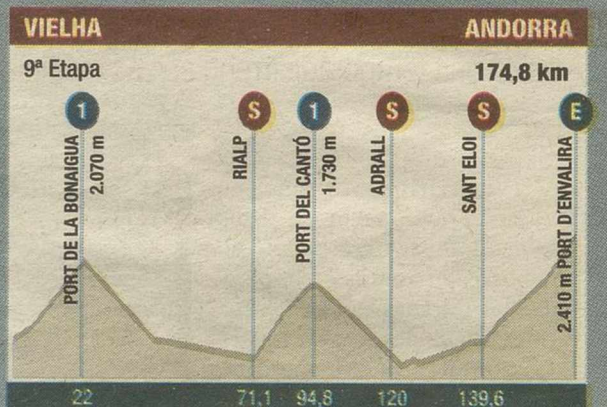 VIELHA ANDORRA
9ª Etapa 174,8 km
1 S 1 S S E
PORT DE LA BONAIGUA
2.070 m
RIALP
PORT DEL CANTÓ
1.730 m
ADRALL
SANT ELOI
2.410 m PORT D'ENVALIRA
22 71,1 94,8 120 139,6